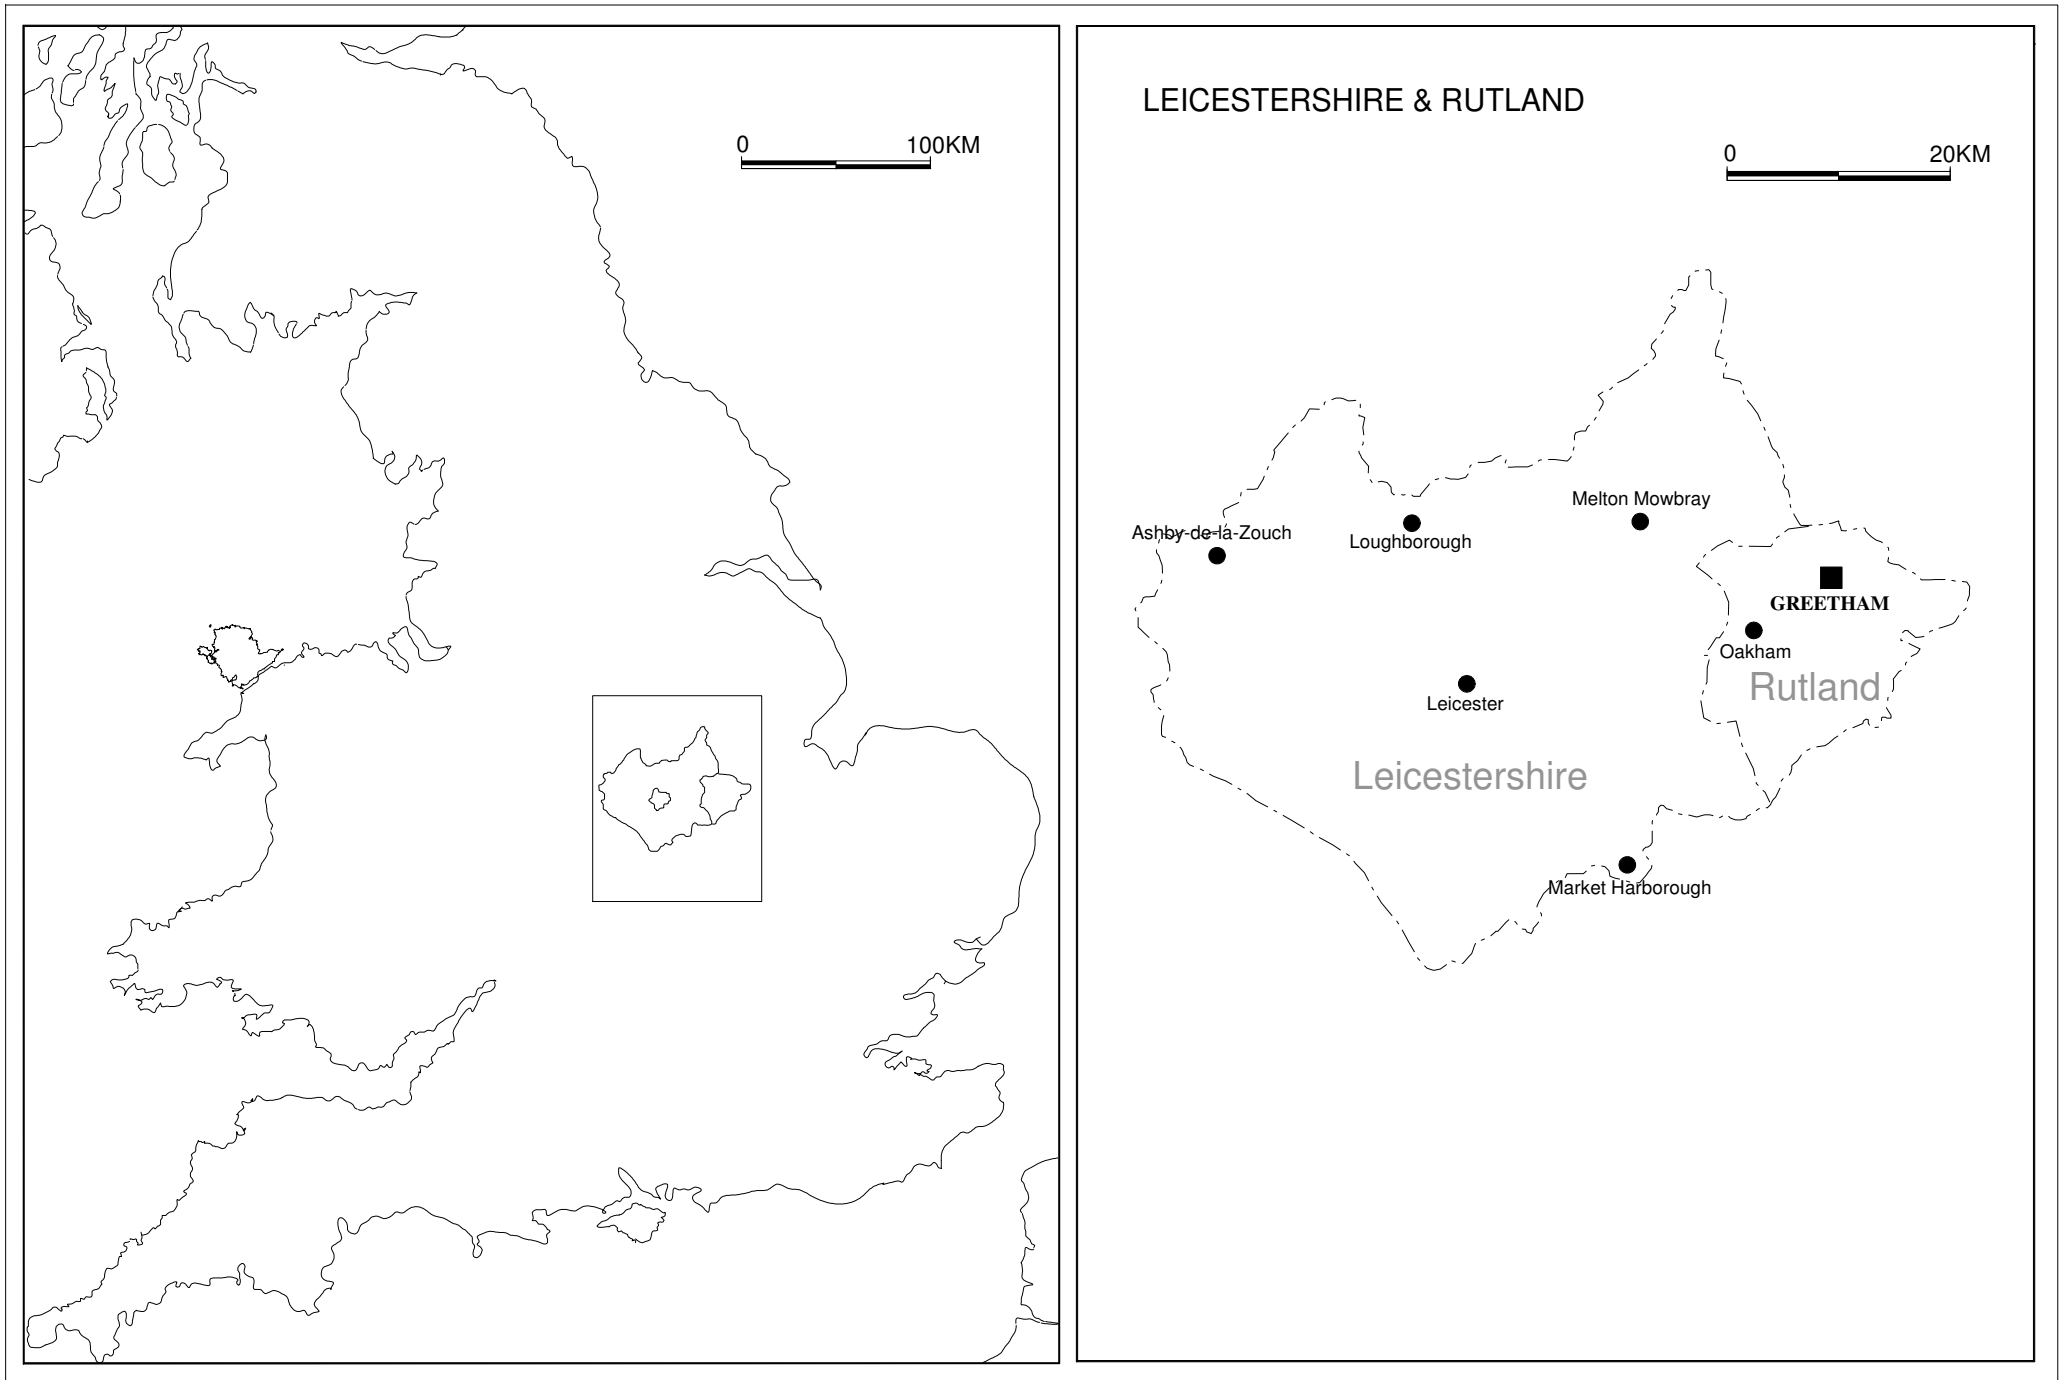 0 100KM
LEICESTERSHIRE & RUTLAND
0 20KM
Melton Mowbray
Ashby-de-la-Zouch
Loughborough
GREETHAM
Oakham
Rutland
Leicester
Leicestershire
Market Harborough